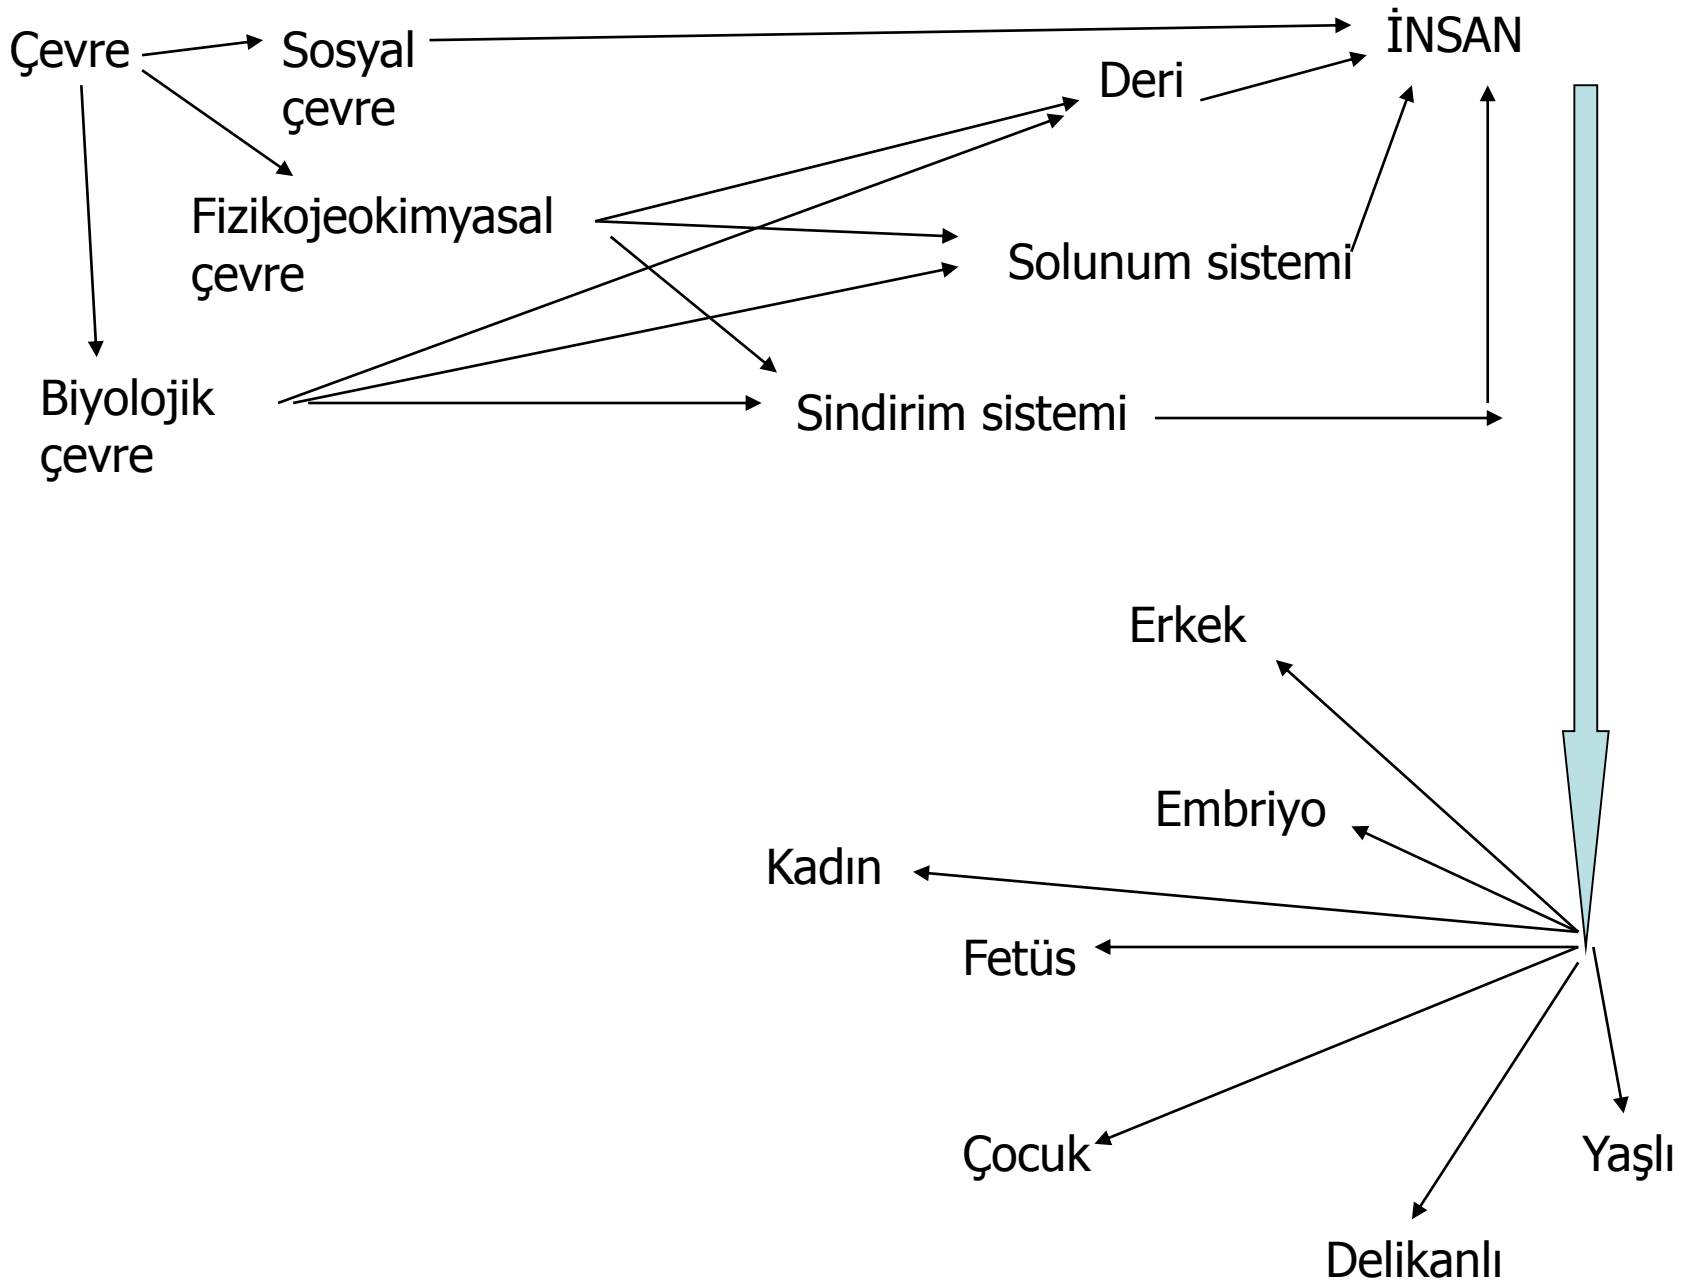 Çevre
Sosyal
çevre
İNSAN
Deri
Fizikojeokimyasal
çevre
Solunum sistemi
Biyolojik
çevre
Sindirim sistemi
Erkek
Embriyo
Kadın
Fetüs
Çocuk
Yaşlı
Delikanlı